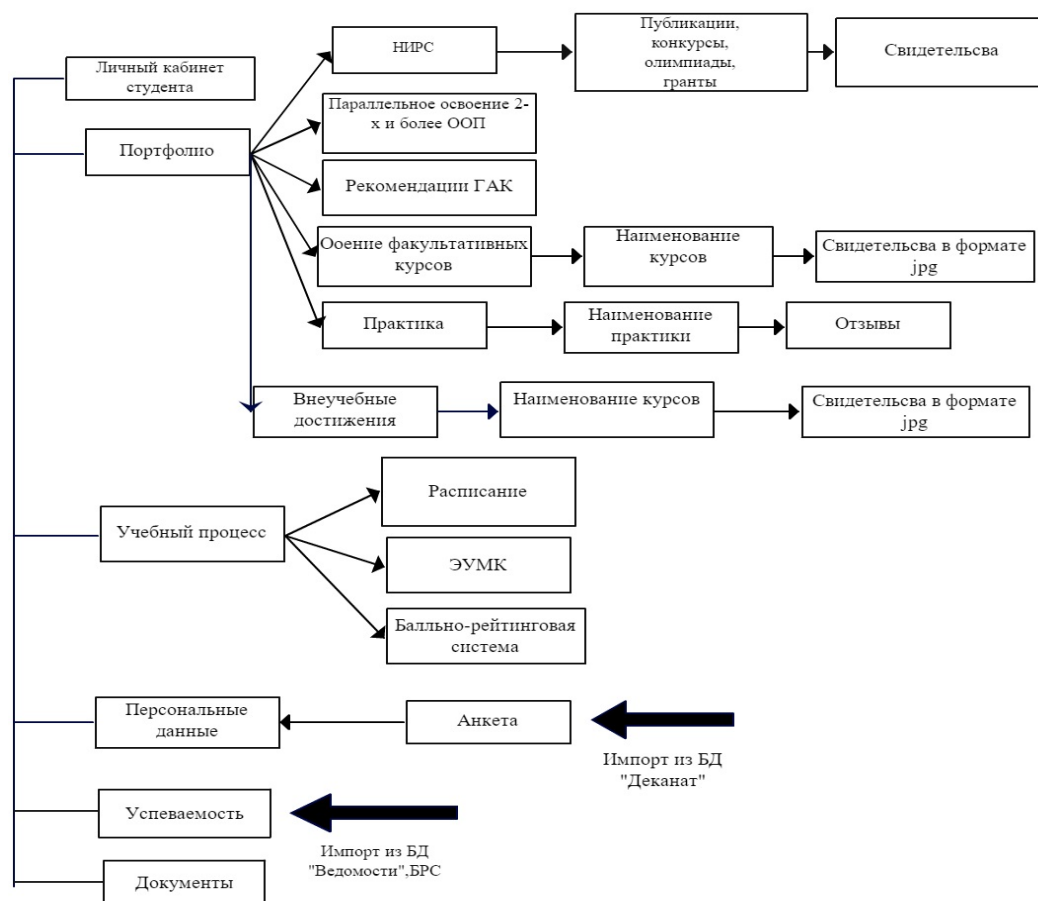 НИРС
Публикации,
конкурсы,
олимпиады,
гранты
Свидетельсва
Личный кабинет
студента
Параллельное освоение 2-
х и более ООП
Портфолио
Рекомендации ГАК
Ооение факультативных
курсов
Наименование
курсов
Свидетельсва в формате
jpg
Практика
Наименование
практики
Отзывы
Внеучебные
достижения
Наименование курсов
Свидетельсва в формате
jpg
Расписание
Учебный процесс
ЭУМК
Балльно-рейтинговая
система
Персональные
данные
Анкета
Импорт из БД
"Деканат"
Успеваемость
Импорт из БД
"Ведомости",БРС
Документы